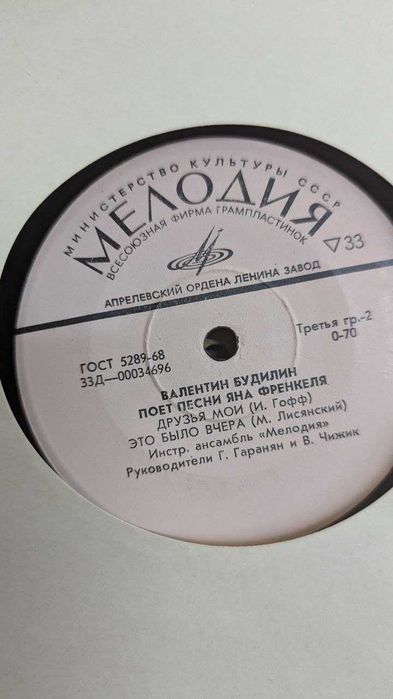 МИНИСТЕРСТВО КУЛЬТУРЫ СССР
МЕЛОДИЯ
ВСЕСОЮЗНАЯ ФИРМА ГРАМПЛАСТИНОК
33
АПРЕЛЕВСКИЙ ОРДЕНА ЛЕНИНА ЗАВОД
ГОСТ 5289-68
33Д—00034696
Третья гр.-2
0-70
ВАЛЕНТИН БУДИЛИН
ПОЕТ ПЕСНИ ЯНА ФРЕНКЕЛЯ
ДРУЗЬЯ МОИ (И. Гофф)
ЭТО БЫЛО ВЧЕРА (М. Лисянский)
Инстр. ансамбль «Мелодия»
Руководители Г. Гаранян и В. Чижик